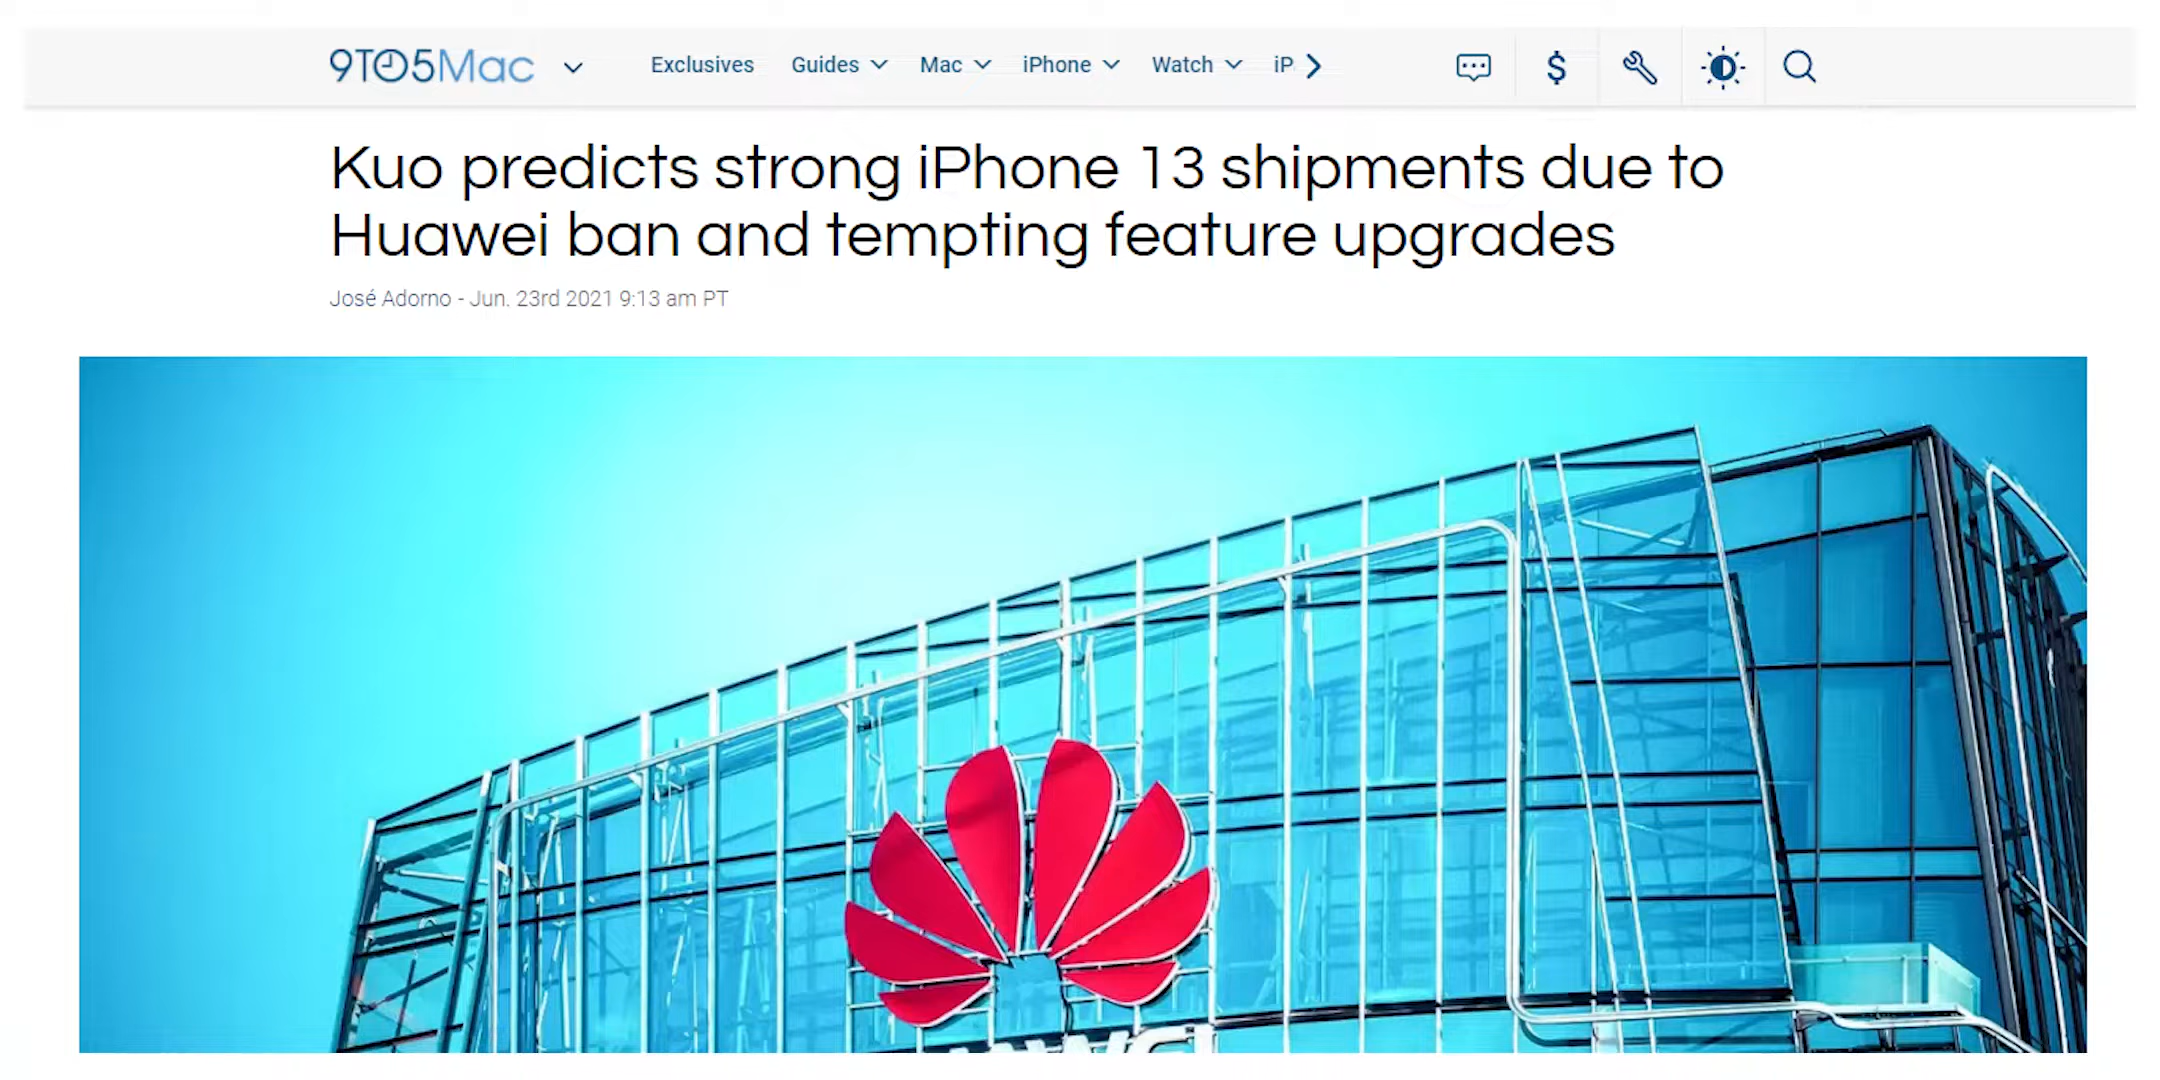 9TO5Mac
Exclusives Guides Mac iPhone Watch iP
$
Kuo predicts strong iPhone 13 shipments due to
Huawei ban and tempting feature upgrades
José Adorno - Jun. 23rd 2021 9:13 am PT